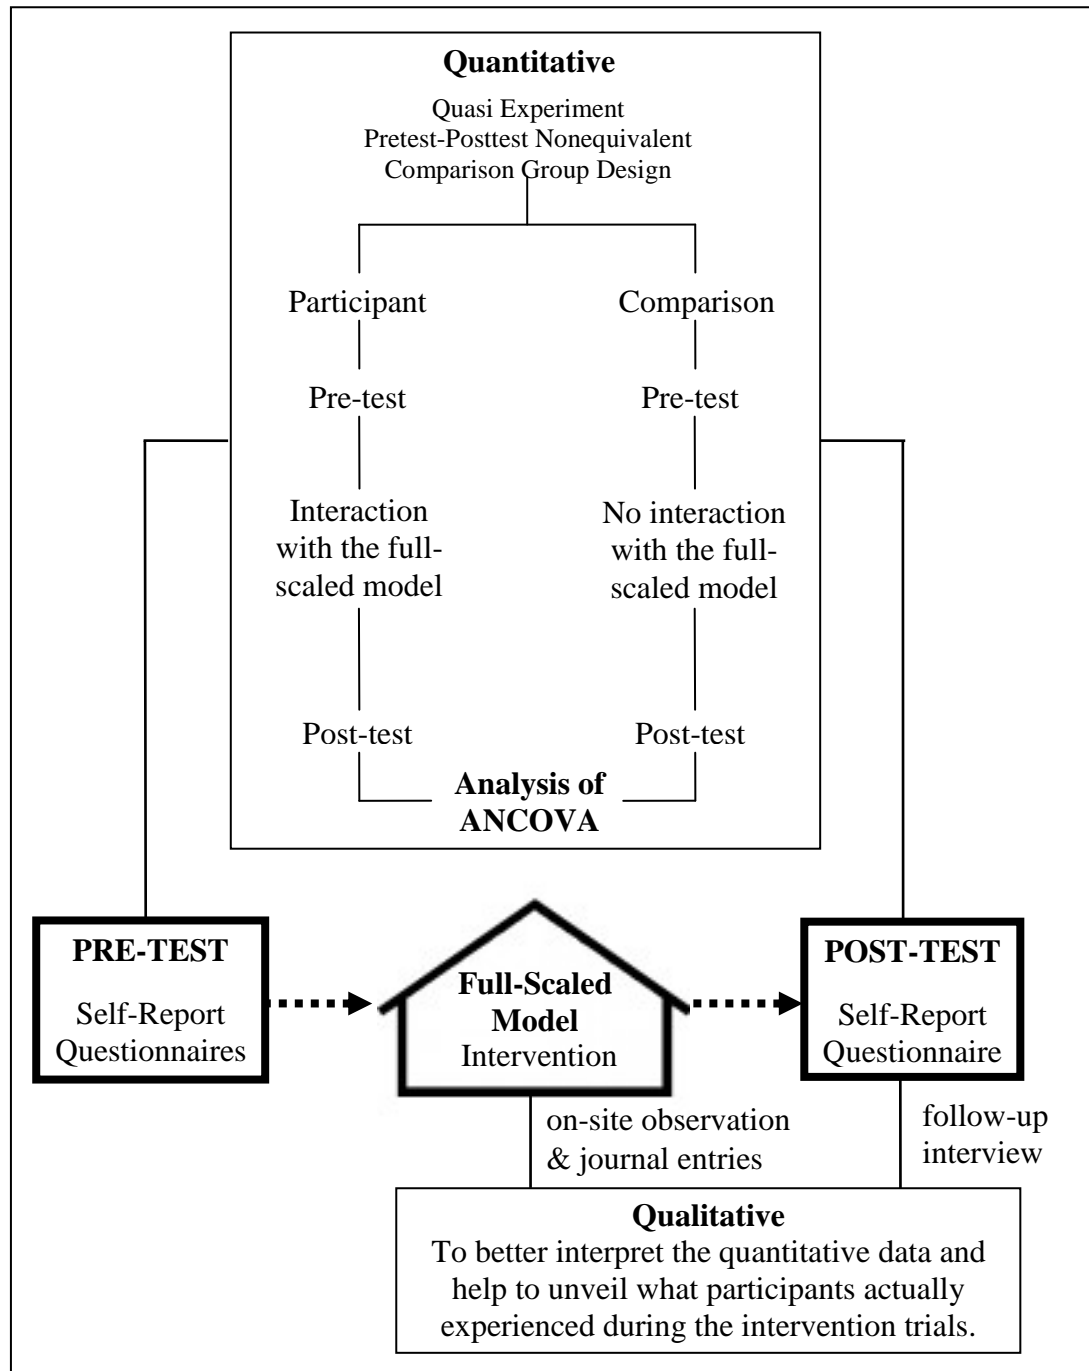 Quantitative
Quasi Experiment
Pretest-Posttest Nonequivalent
Comparison Group Design
Participant
Comparison
Pre-test
Pre-test
Interaction
with the full-
scaled model
No interaction
with the full-
scaled model
Post-test
Post-test
Analysis of
ANCOVA
PRE-TEST
Self-Report
Questionnaires
Full-Scaled
Model
Intervention
POST-TEST
Self-Report
Questionnaire
on-site observation
& journal entries
follow-up
interview
Qualitative
To better interpret the quantitative data and
help to unveil what participants actually
experienced during the intervention trials.